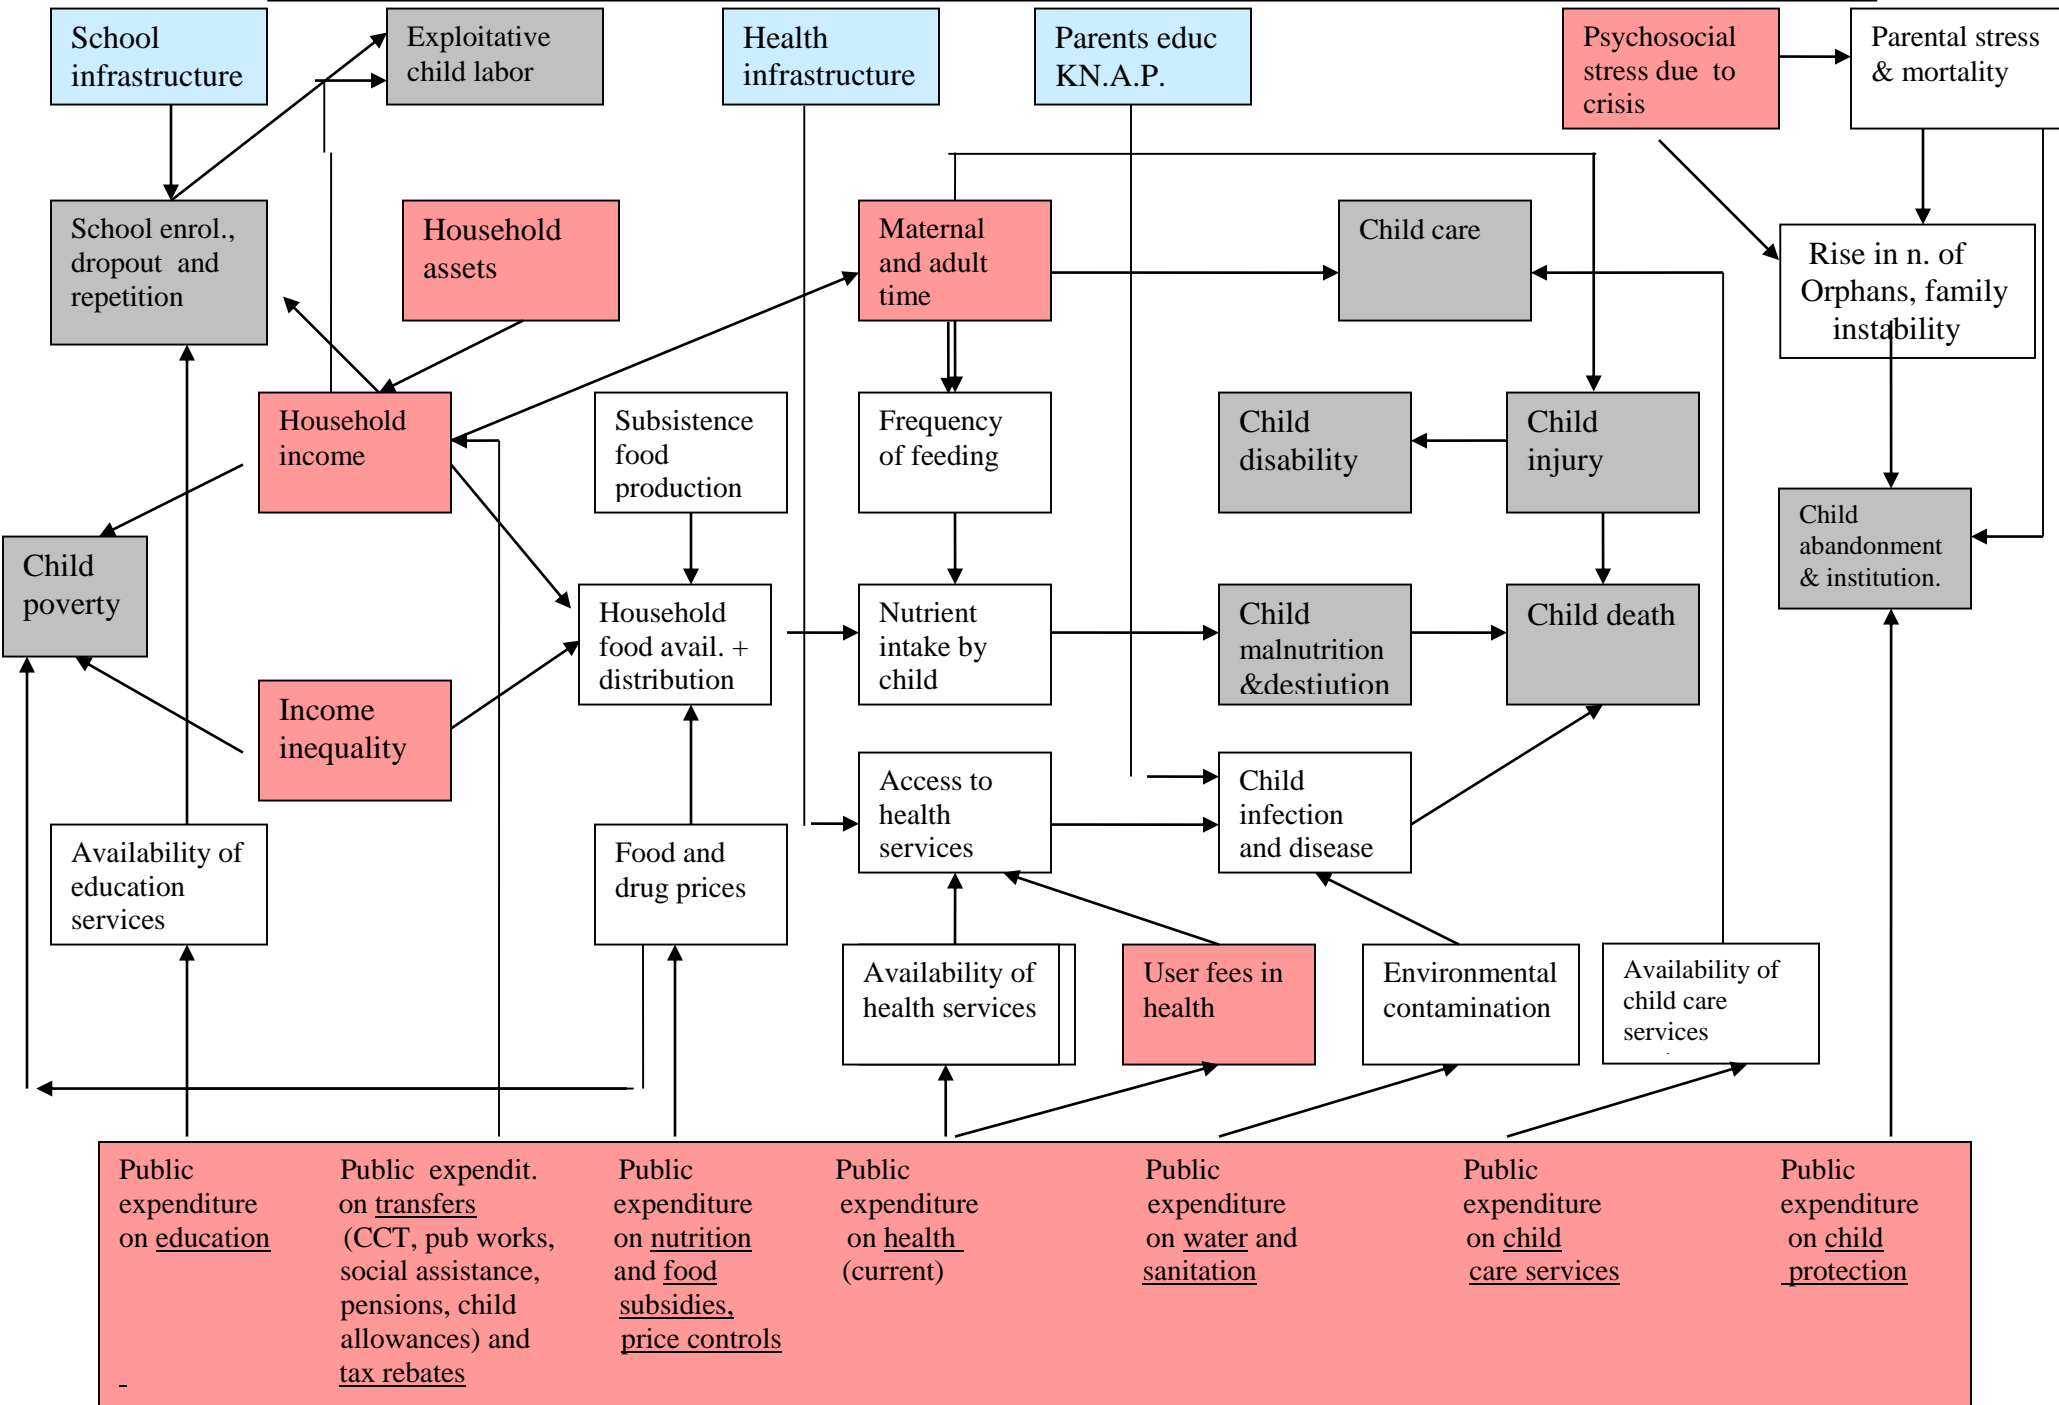 School
infrastructure
Exploitative
child labor
Health
infrastructure
Parents educ
KN.A.P.
Psychosocial
stress due to
crisis
Parental stress
& mortality
School enrol.,
dropout and
repetition
Household
assets
Maternal
and adult
time
Child care
Rise in n. of
Orphans, family
instability
Household
income
Subsistence
food
production
Frequency
of feeding
Child
disability
Child
injury
Child
abandonment
& institution.
Child
poverty
Household
food avail. +
distribution
Nutrient
intake by
child
Child
malnutrition
&destiution
Child death
Income
inequality
Access to
health
services
Child
infection
and disease
Availability of
education
services
Food and
drug prices
Availability of
health services
User fees in
health
Environmental
contamination
Availability of
child care
services
Public
expenditure
on education
Public expendit.
on transfers
(CCT, pub works,
social assistance,
pensions, child
allowances) and
tax rebates
Public
expenditure
on nutrition
and food
subsidies,
price controls
Public
expenditure
on health
(current)
Public
expenditure
on water and
sanitation
Public
expenditure
on child
care services
Public
expenditure
on child
protection